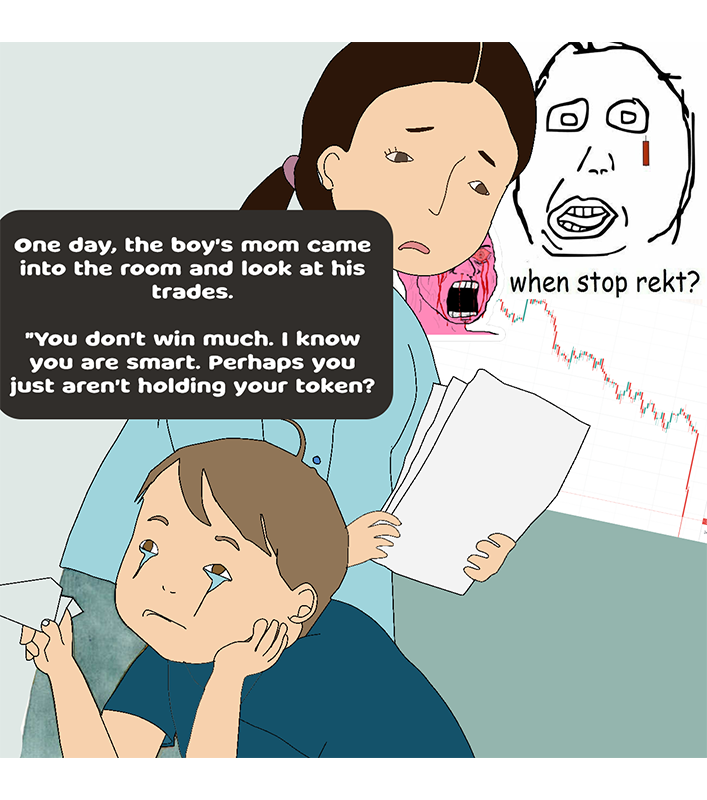 One day, the boy's mom came
into the room and look at his
trades.
"You don't win much. I know
you are smart. Perhaps you
just aren't holding your token?
when stop rekt?